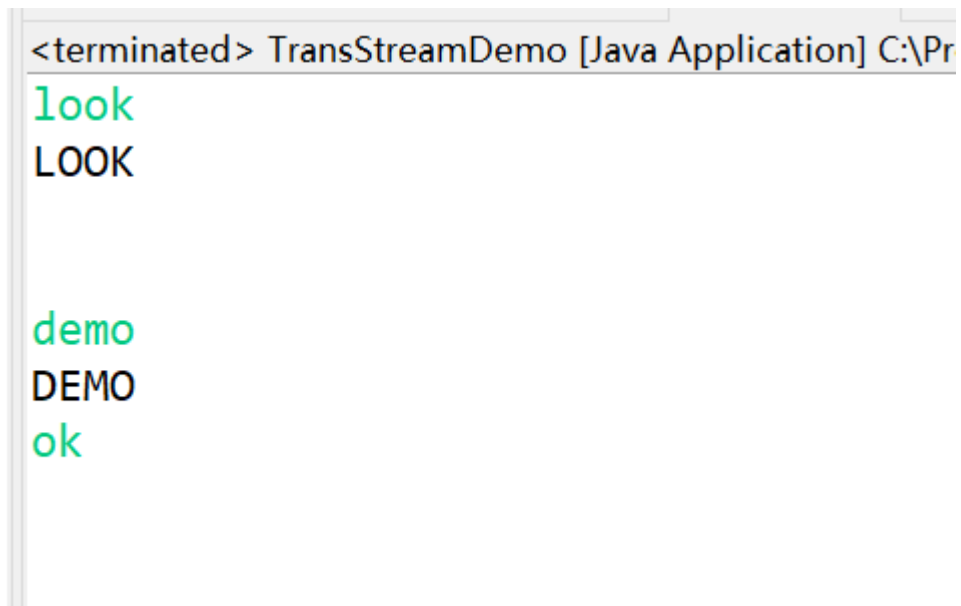 <terminated> TransStreamDemo [Java Application] C:\Pr
look
LOOK
demo
DEMO
ok